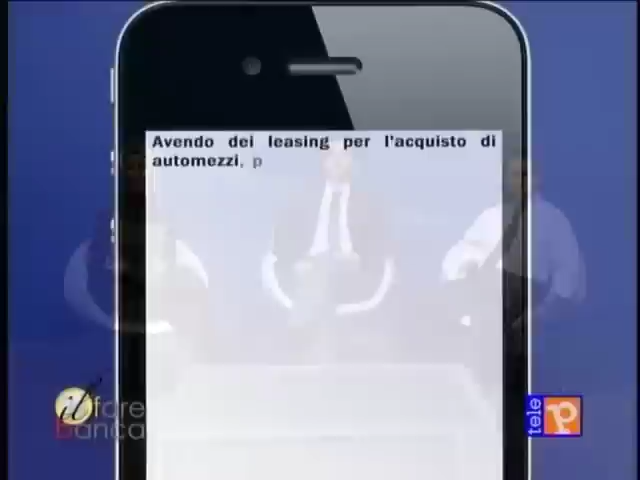 Avendo dei leasing per l'acquisto di
automezzi, p
il fare
banca
tele
p